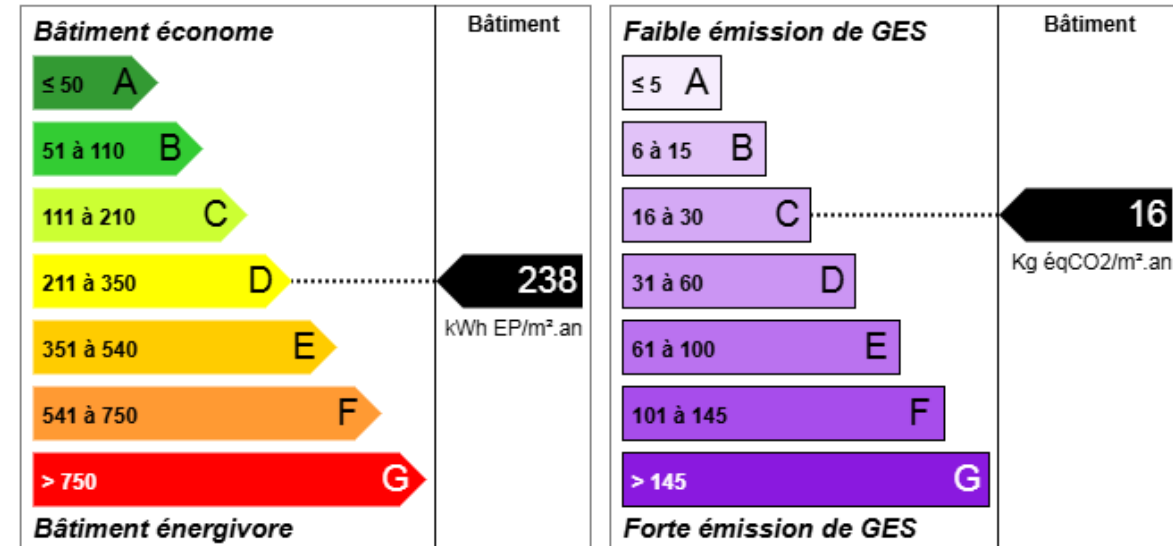 Bâtiment économe
Bâtiment
≤ 50 A
51 à 110 B
111 à 210 C
211 à 350 D
238
kWh EP/m².an
351 à 540 E
541 à 750 F
> 750 G
Bâtiment énergivore
Faible émission de GES
Bâtiment
≤ 5 A
6 à 15 B
16 à 30 C
16
Kg éqCO2/m².an
31 à 60 D
61 à 100 E
101 à 145 F
> 145 G
Forte émission de GES